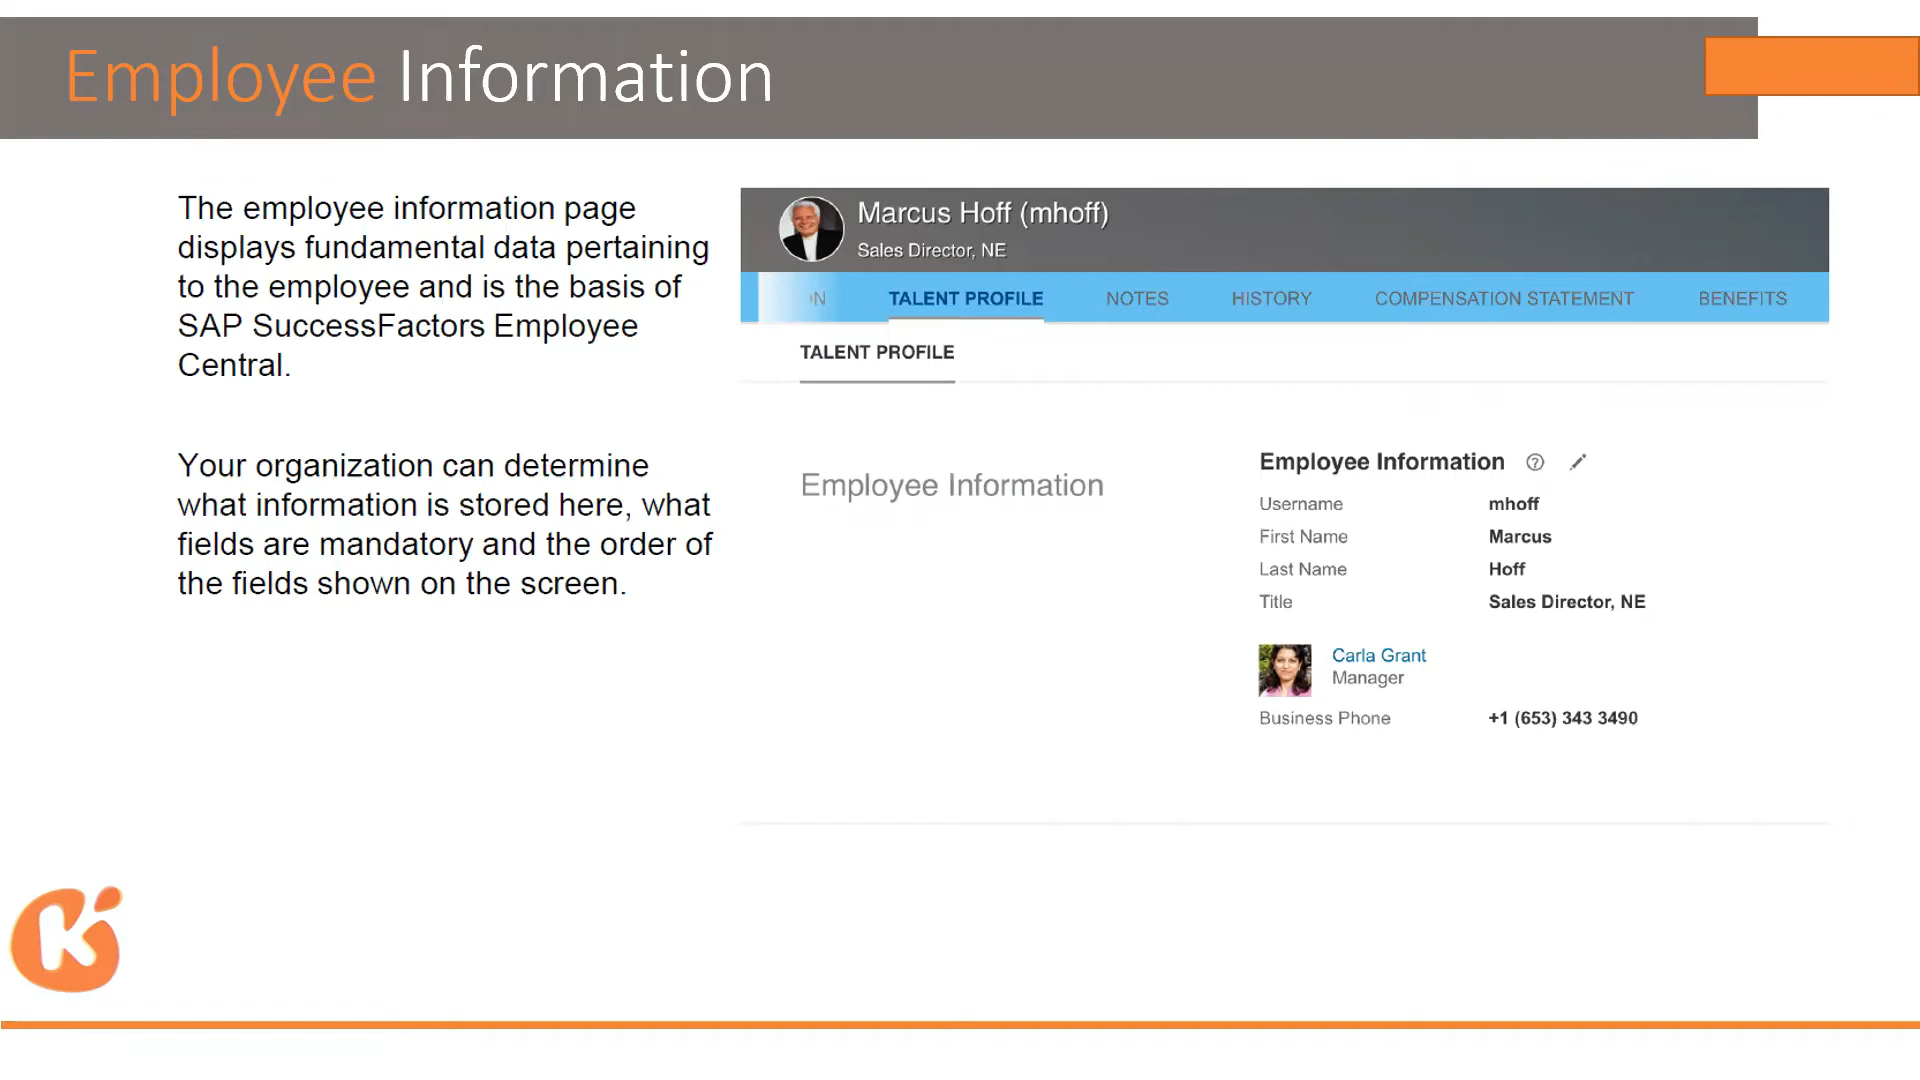 Employee Information
The employee information page
displays fundamental data pertaining
to the employee and is the basis of
SAP SuccessFactors Employee
Central.
Your organization can determine
what information is stored here, what
fields are mandatory and the order of
the fields shown on the screen.
Marcus Hoff (mhoff)
Sales Director, NE
TALENT PROFILE NOTES HISTORY COMPENSATION STATEMENT BENEFITS
TALENT PROFILE
Employee Information
Employee Information
Username mhoff
First Name Marcus
Last Name Hoff
Title Sales Director, NE
Carla Grant
Manager
Business Phone +1 (653) 343 3490
K